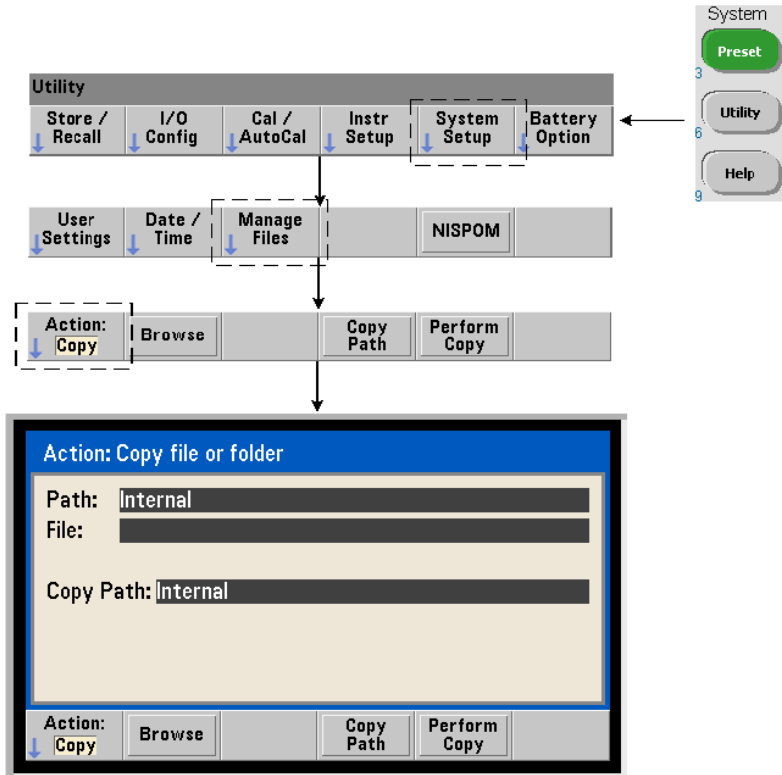 System
Preset
3
Utility
6
Help
9
Utility
Store / Recall
I/O Config
Cal / AutoCal
Instr Setup
System Setup
Battery Option
User Settings
Date / Time
Manage Files
NISPOM
Action: Copy
Browse
Copy Path
Perform Copy
Action: Copy file or folder
Path: Internal
File:
Copy Path: Internal
Action: Copy
Browse
Copy Path
Perform Copy